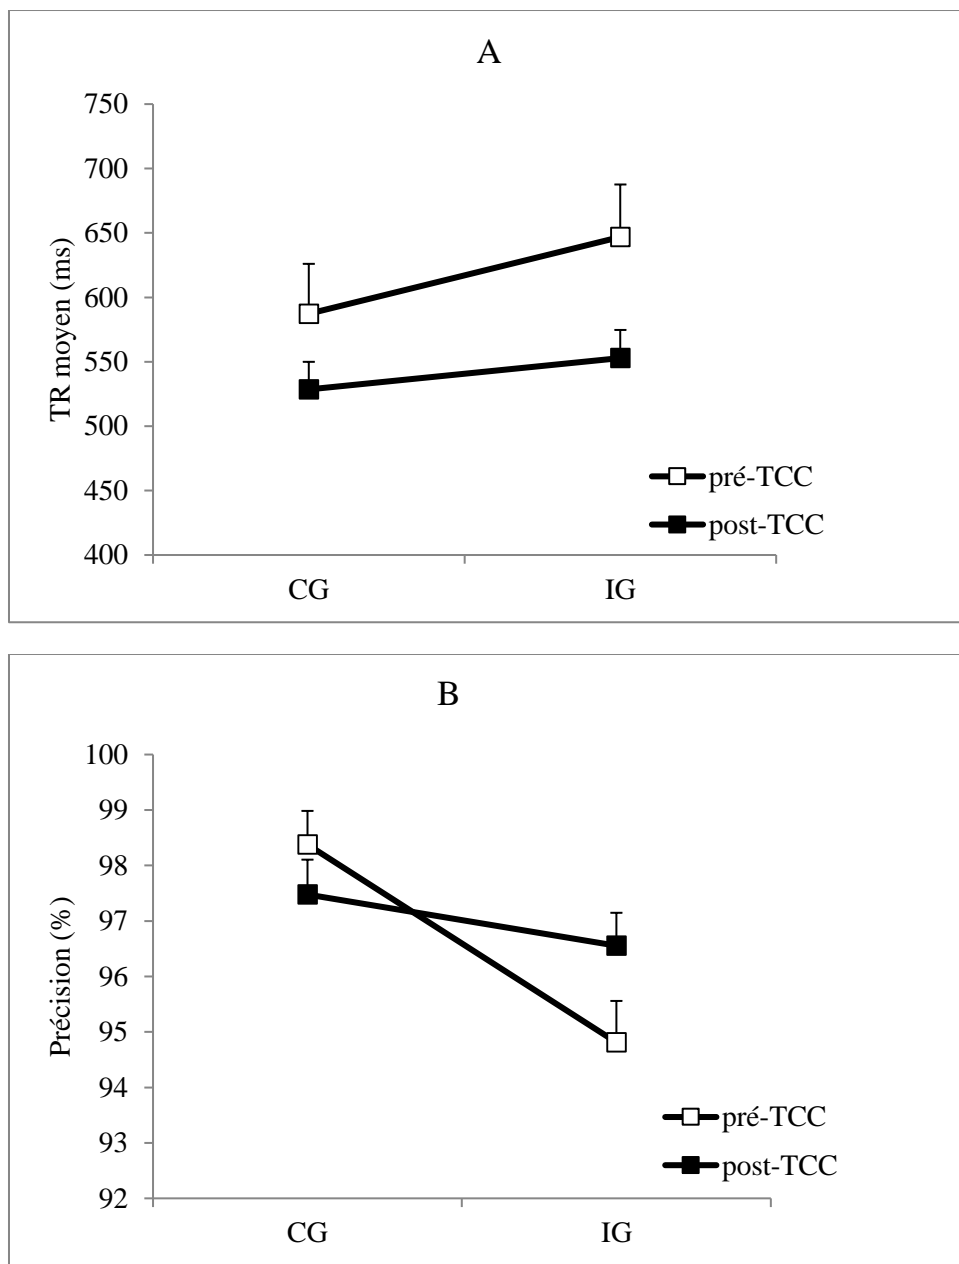 A
750
700
650
600
550
500
450
400
TR moyen (ms)
CG IG
pré-TCC
post-TCC
B
100
99
98
97
96
95
94
93
92
Précision (%)
CG IG
pré-TCC
post-TCC